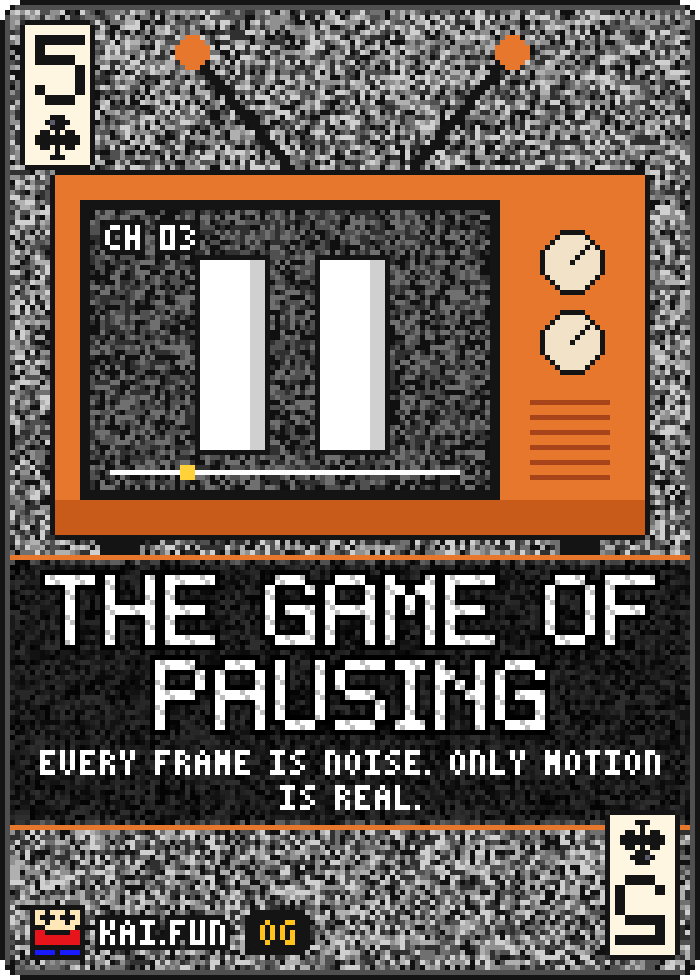 5
CH 03
THE GAME OF
PAUSING
EVERY FRAME IS NOISE. ONLY MOTION
IS REAL.
KAI.FUN OG
5